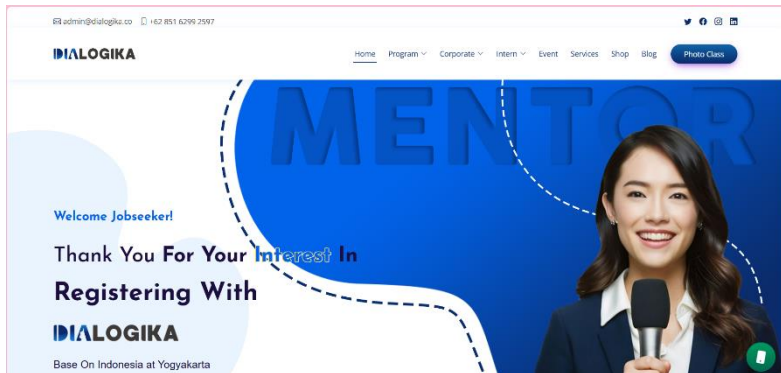 admin@dialogika.co +62 851 6299 2597
DIALOGIKA
Home Program Corporate Intern Event Services Shop Blog Photo Class
MENTOR
Welcome Jobseeker!
Thank You For Your Interest In
Registering With
DIALOGIKA
Base On Indonesia at Yogyakarta